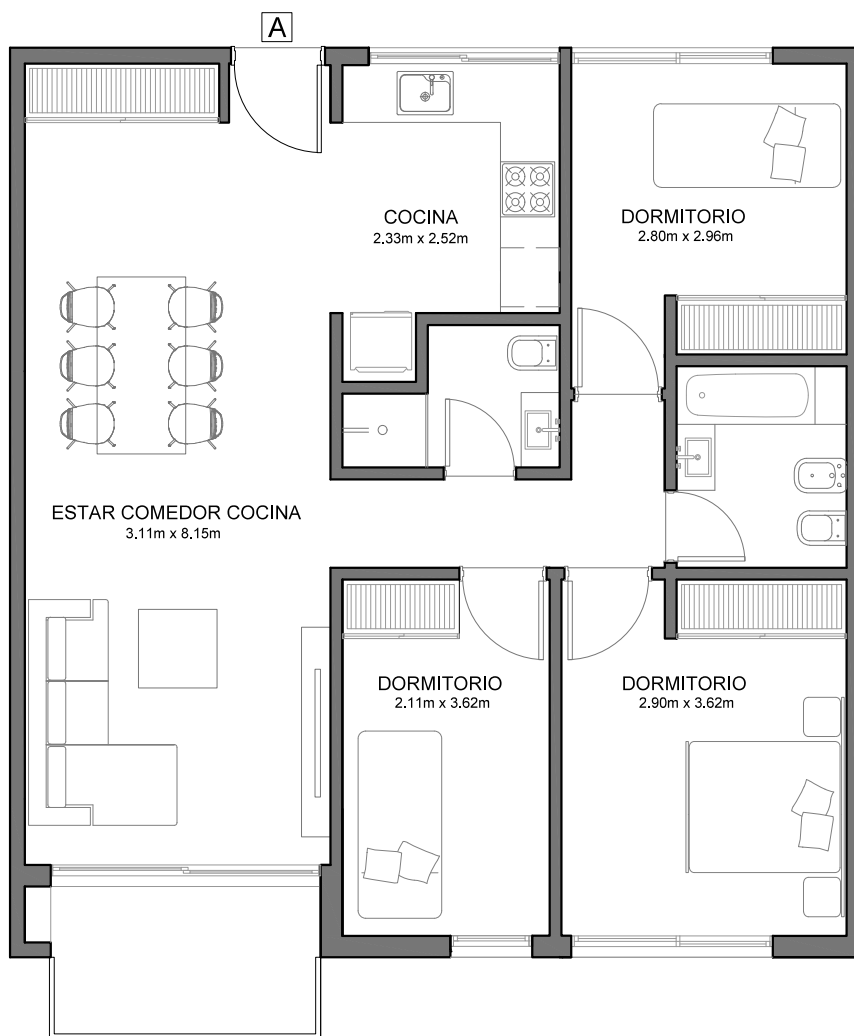 A
COCINA
2.33m x 2.52m
DORMITORIO
2.80m x 2.96m
ESTAR COMEDOR COCINA
3.11m x 8.15m
DORMITORIO
2.11m x 3.62m
DORMITORIO
2.90m x 3.62m